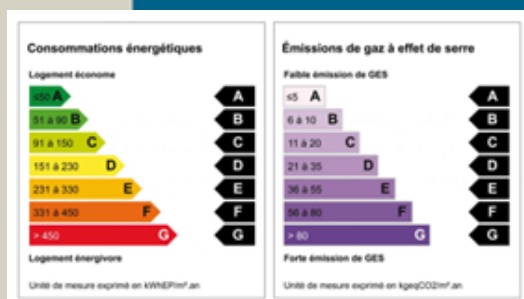 Consommations énergétiques
Logement économe
≤50 A A
51 à 90 B B
91 à 150 C C
151 à 230 D D
231 à 330 E E
331 à 450 F F
> 450 G G
Logement énergivore
Unité de mesure exprimé en kWhEP/m².an
Émissions de gaz à effet de serre
Faible émission de GES
≤5 A A
6 à 10 B B
11 à 20 C C
21 à 35 D D
36 à 55 E E
56 à 80 F F
> 80 G G
Forte émission de GES
Unité de mesure exprimé en kgeqCO2/m².an